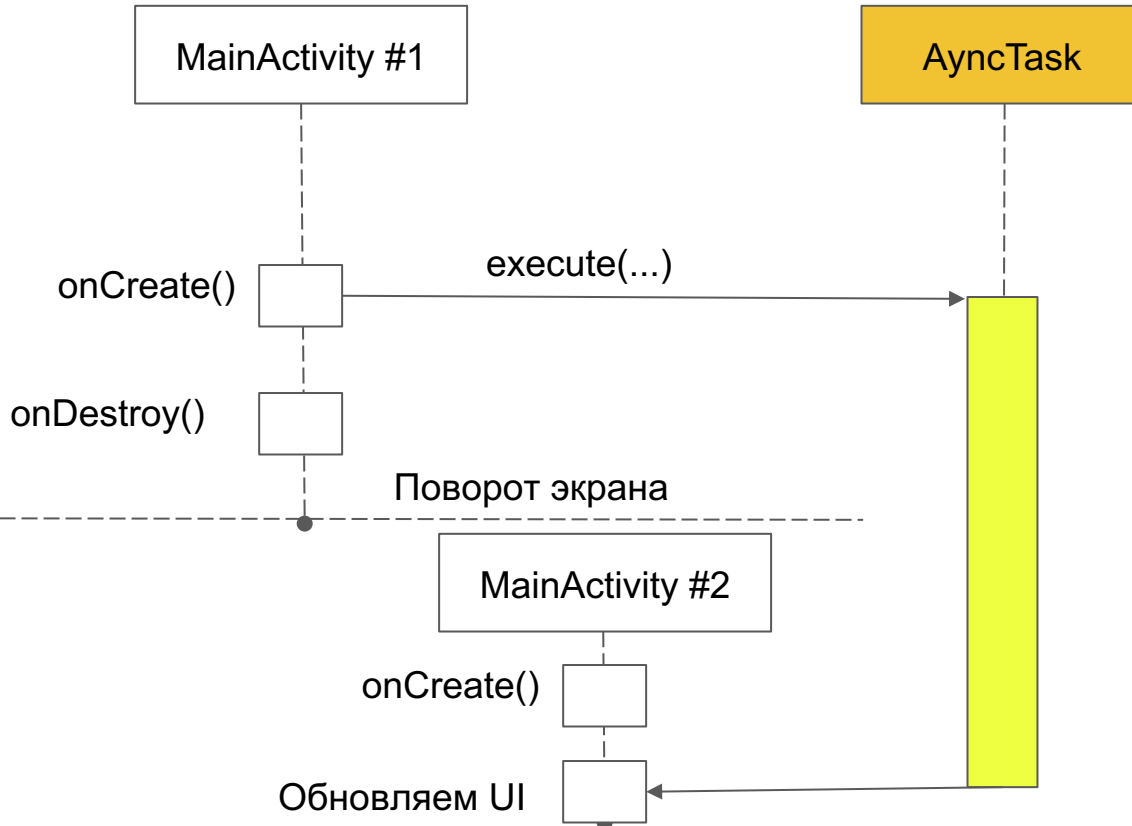 MainActivity #1
AyncTask
execute(...)
onCreate()
onDestroy()
Поворот экрана
MainActivity #2
onCreate()
Обновляем UI